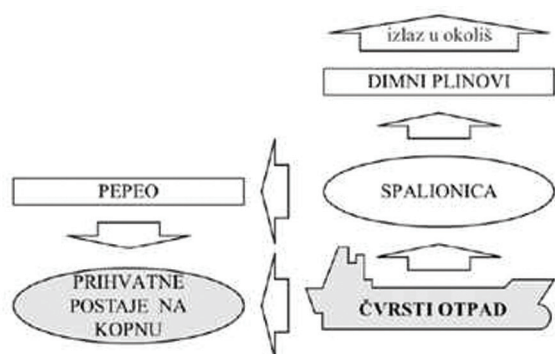 izlaz u okoliš
DIMNI PLINOVI
PEPEO
SPALIONICA
PRIHVATNE
POSTAJE NA
KOPNU
ČVRSTI OTPAD